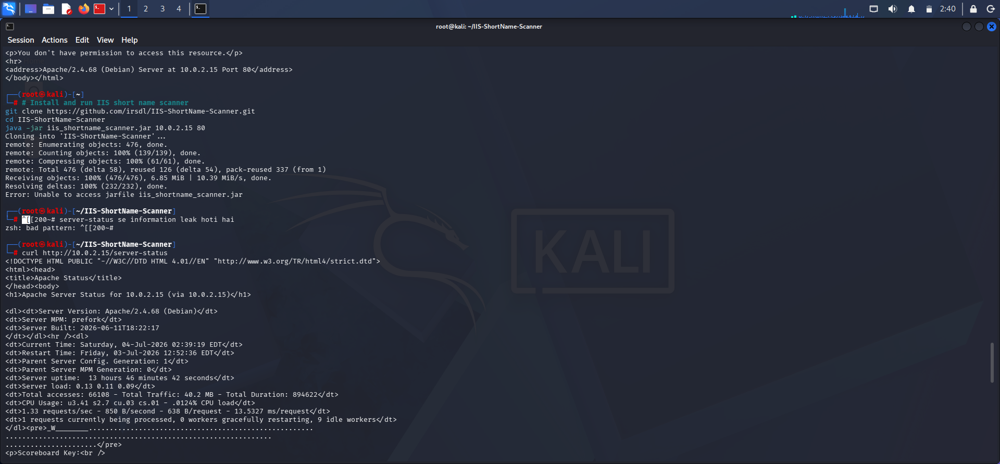 1 2 3 4 2:40
root@kali: ~/IIS-ShortName-Scanner
Session Actions Edit View Help
<p>You don't have permission to access this resource.</p>
<hr>
<address>Apache/2.4.68 (Debian) Server at 10.0.2.15 Port 80</address>
</body></html>
┌──(root㉿kali)-[~]
└─# # Install and run IIS short name scanner
git clone https://github.com/irsdl/IIS-ShortName-Scanner.git
cd IIS-ShortName-Scanner
java -jar iis_shortname_scanner.jar 10.0.2.15 80
Cloning into 'IIS-ShortName-Scanner'...
remote: Enumerating objects: 476, done.
remote: Counting objects: 100% (139/139), done.
remote: Compressing objects: 100% (61/61), done.
remote: Total 476 (delta 58), reused 126 (delta 54), pack-reused 337 (from 1)
Receiving objects: 100% (476/476), 6.85 MiB | 10.39 MiB/s, done.
Resolving deltas: 100% (232/232), done.
Error: Unable to access jarfile iis_shortname_scanner.jar
┌──(root㉿kali)-[~/IIS-ShortName-Scanner]
└─# ^[[200~# server-status se information leak hoti hai
zsh: bad pattern: ^[[200~#
┌──(root㉿kali)-[~/IIS-ShortName-Scanner]
└─# curl http://10.0.2.15/server-status
<!DOCTYPE HTML PUBLIC "-//W3C//DTD HTML 4.01//EN" "http://www.w3.org/TR/html4/strict.dtd">
<html><head>
<title>Apache Status</title>
</head><body>
<h1>Apache Server Status for 10.0.2.15 (via 10.0.2.15)</h1>
<dl><dt>Server Version: Apache/2.4.68 (Debian)</dt>
<dt>Server MPM: prefork</dt>
<dt>Server Built: 2026-06-11T18:22:17
</dt></dl><hr /><dl>
<dt>Current Time: Saturday, 04-Jul-2026 02:39:19 EDT</dt>
<dt>Restart Time: Friday, 03-Jul-2026 12:52:36 EDT</dt>
<dt>Parent Server Config. Generation: 1</dt>
<dt>Parent Server MPM Generation: 0</dt>
<dt>Server uptime:  13 hours 46 minutes 42 seconds</dt>
<dt>Server load: 0.13 0.11 0.09</dt>
<dt>Total accesses: 66108 - Total Traffic: 40.2 MB - Total Duration: 894622</dt>
<dt>CPU Usage: u3.41 s2.7 cu.03 cs.01 - .0124% CPU load</dt>
<dt>1.33 requests/sec - 850 B/second - 638 B/request - 13.5327 ms/request</dt>
<dt>1 requests currently being processed, 0 workers gracefully restarting, 9 idle workers</dt>
</dl><pre>_W________......................................................
................................................................
......................</pre>
<p>Scoreboard Key:<br />
KALI